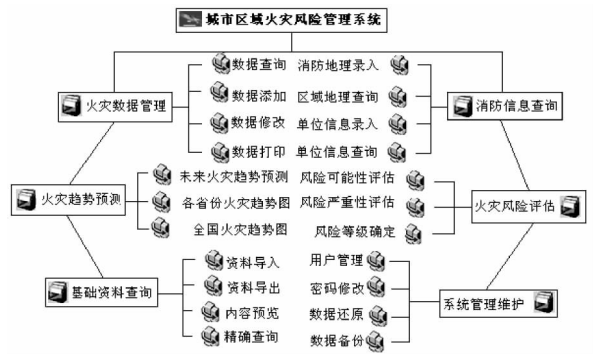 城市区域火灾风险管理系统
火灾数据管理
数据查询
数据添加
数据修改
数据打印
消防地理录入
区域地理查询
单位信息录入
单位信息查询
消防信息查询
火灾趋势预测
未来火灾趋势预测
各省份火灾趋势图
全国火灾趋势图
风险可能性评估
风险严重性评估
风险等级确定
火灾风险评估
基础资料查询
资料导入
资料导出
内容预览
精确查询
用户管理
密码修改
数据还原
数据备份
系统管理维护